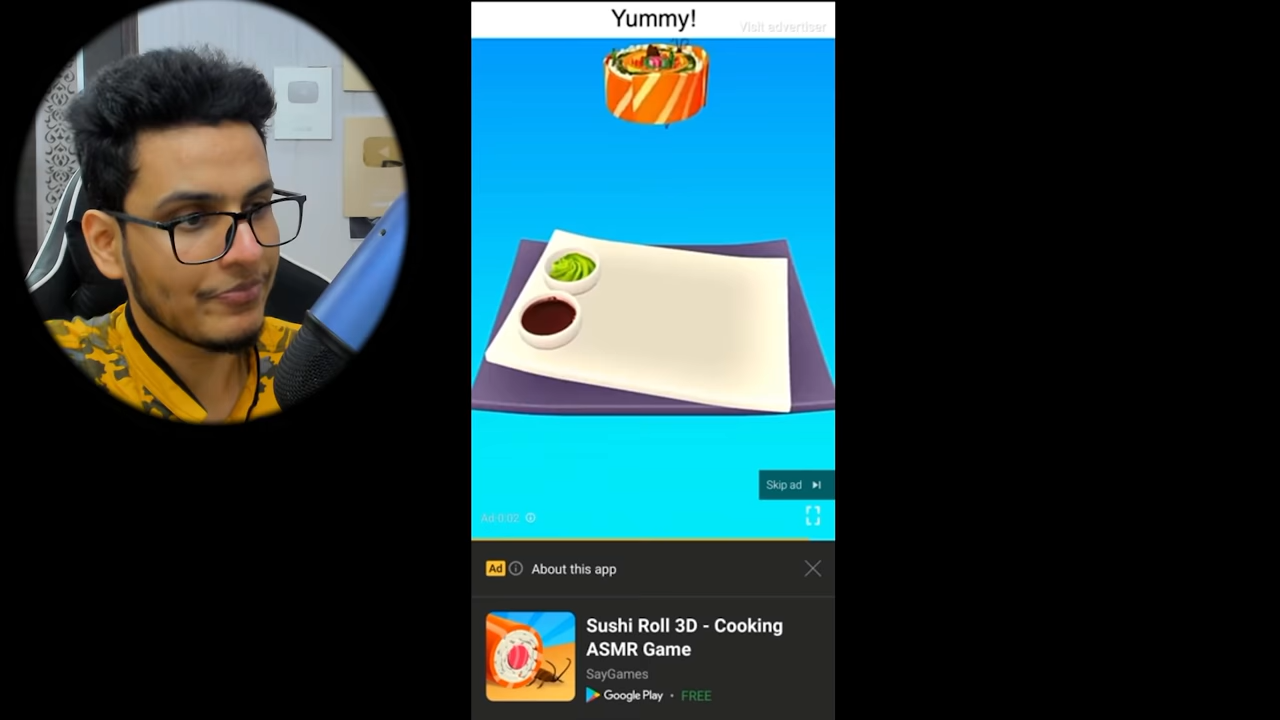 Yummy!
Visit advertiser
Skip ad
Ad 0:02
Ad
About this app
Sushi Roll 3D - Cooking
ASMR Game
SayGames
Google Play • FREE